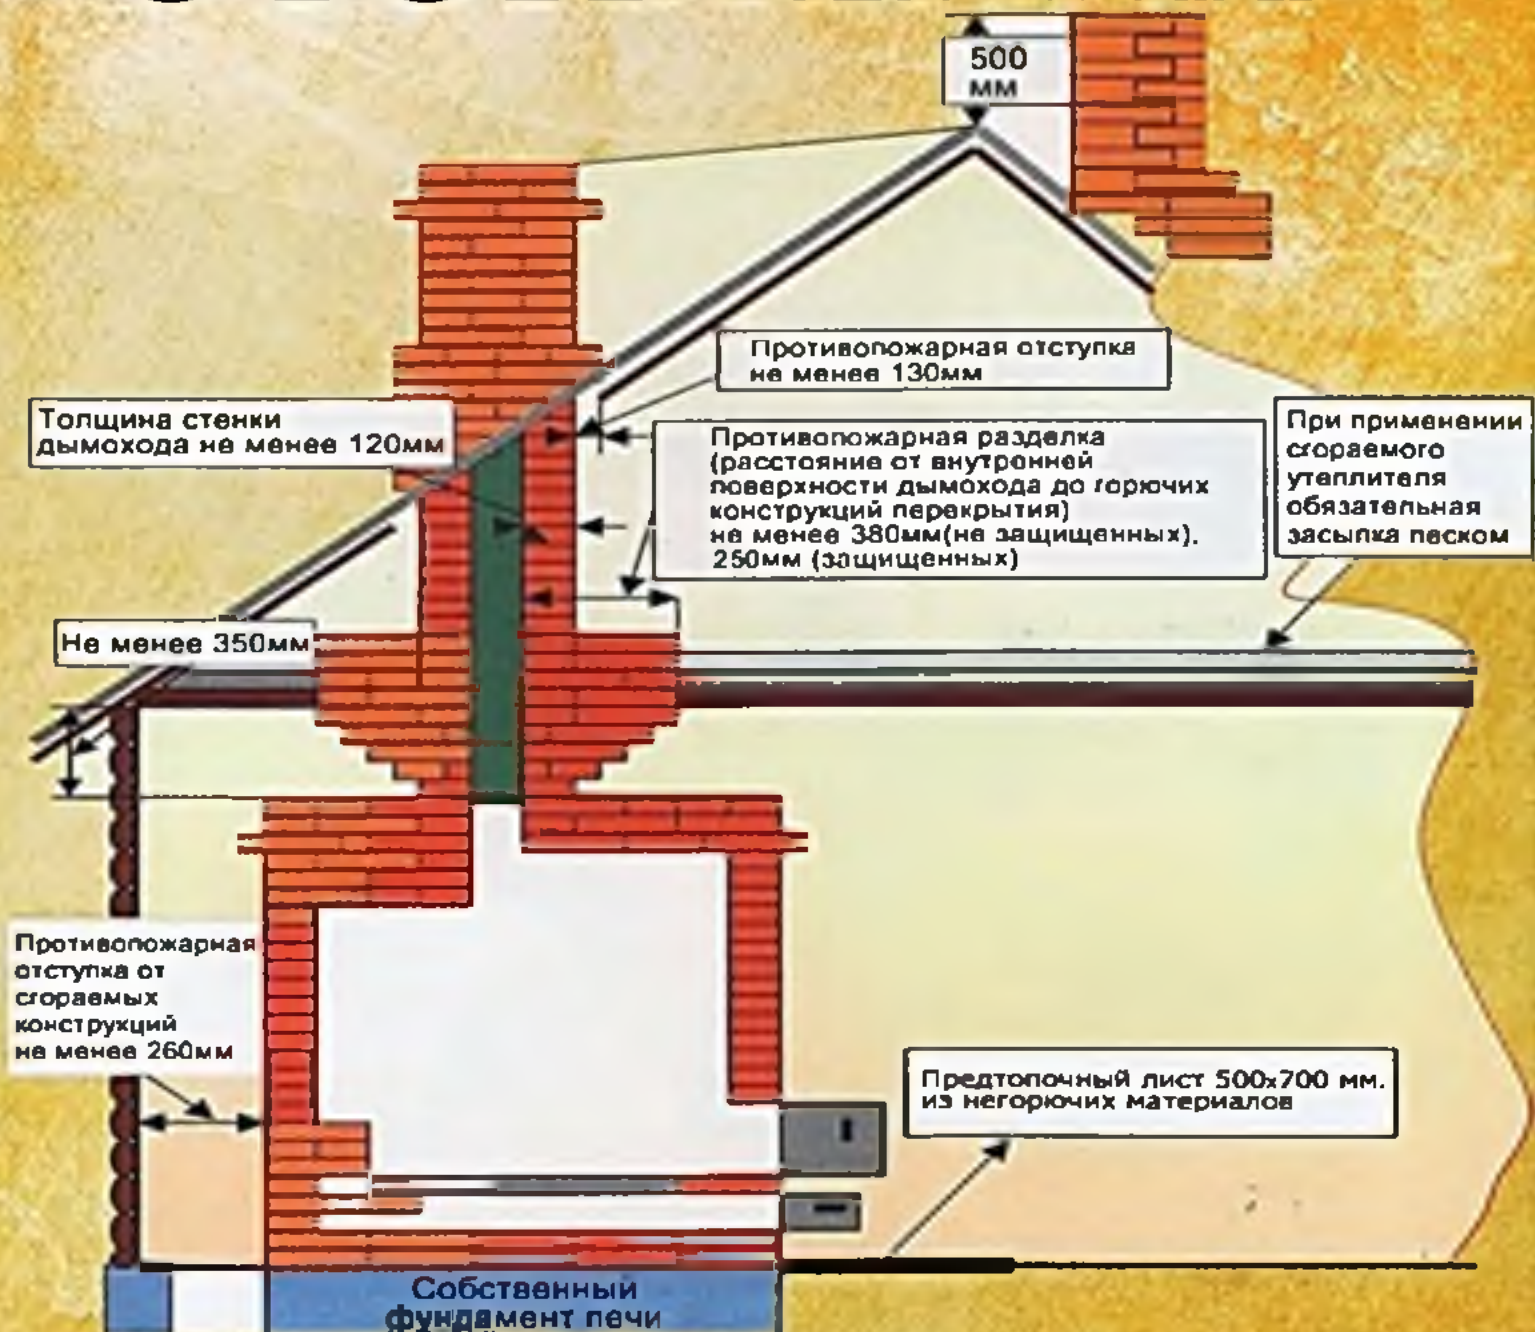 500
мм
Противопожарная отступка
не менее 130мм
Толщина стенки
дымохода не менее 120мм
Противопожарная разделка
(расстояние от внутренней
поверхности дымохода до горючих
конструкций перекрытия)
не менее 380мм(не защищенных),
250мм (защищенных)
При применении
сгораемого
утеплителя
обязательная
засыпка песком
Не менее 350мм
Противопожарная
отступка от
сгораемых
конструкций
не менее 260мм
Предтопочный лист 500х700 мм.
из негорючих материалов
Собственный
фундамент печи